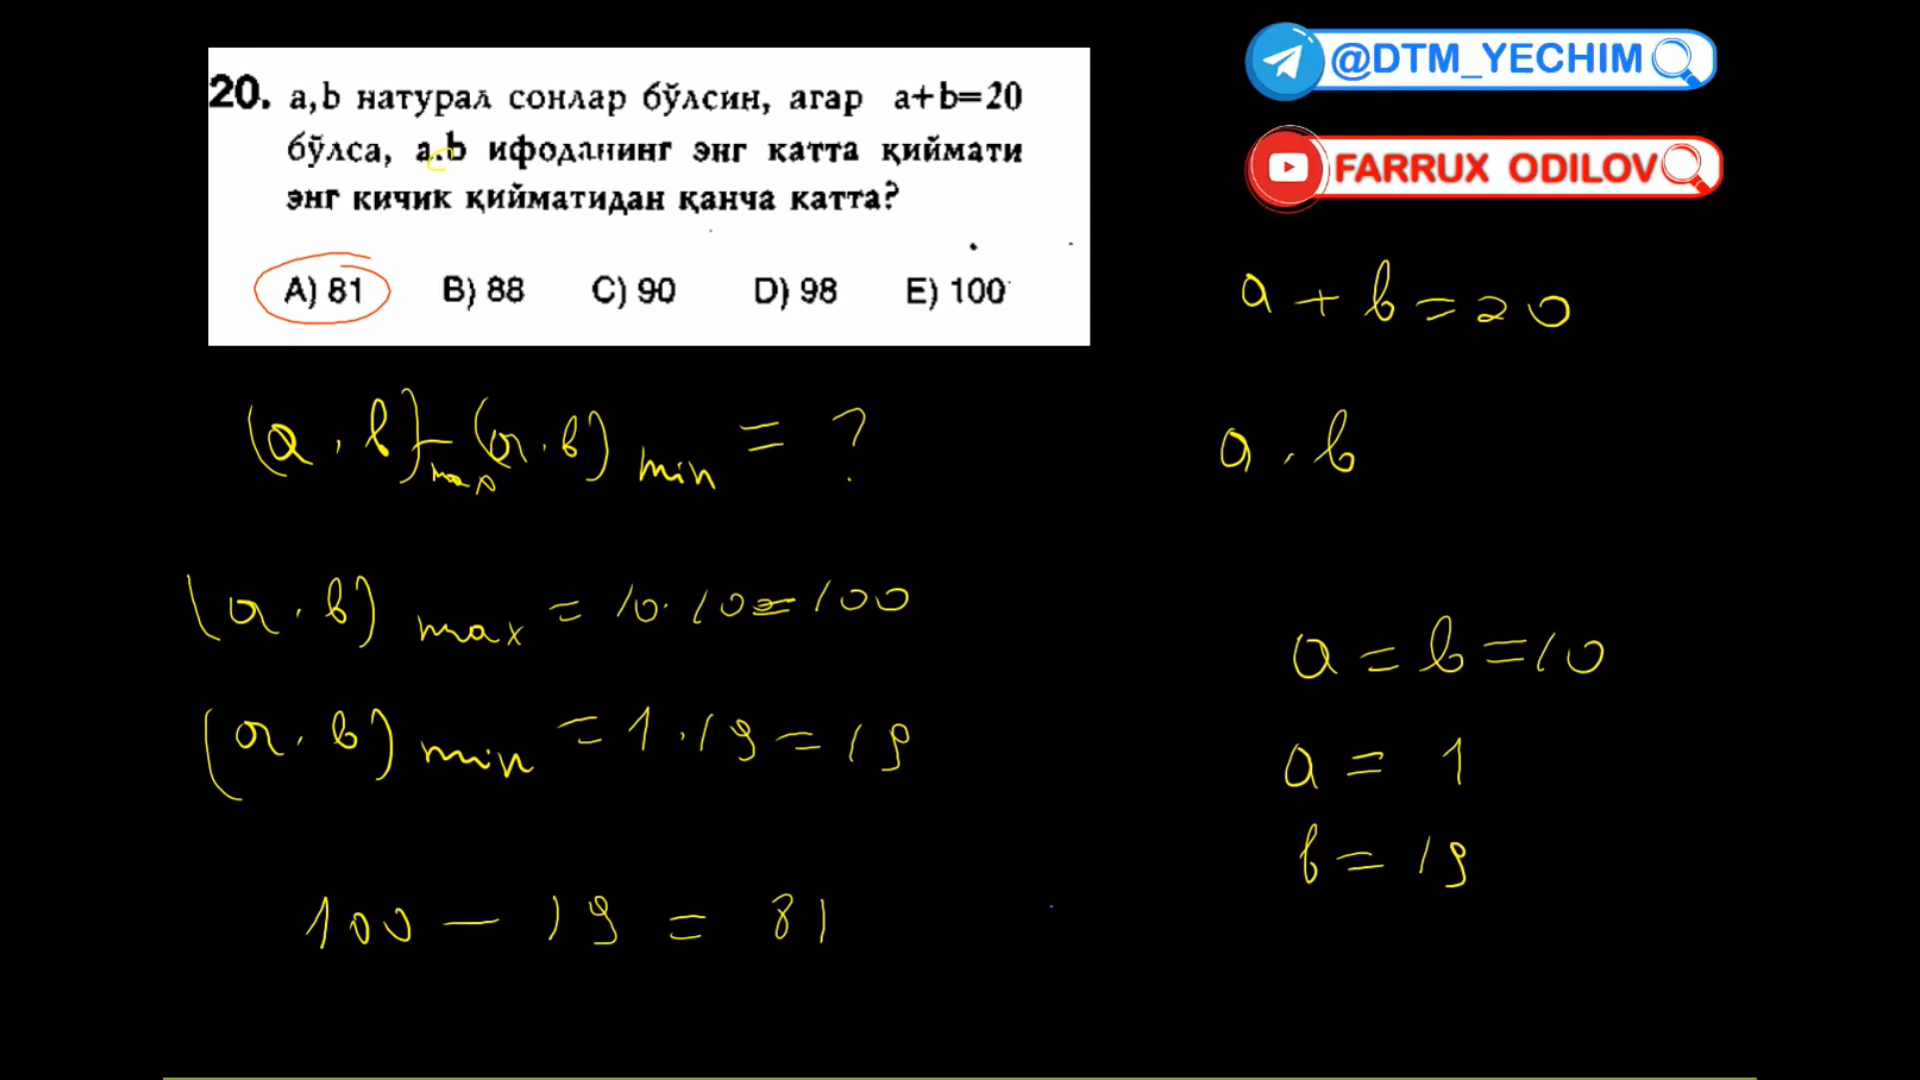 20. a,b натурал сонлар бўлсин, агар a+b=20
бўлса, a.b ифоданинг энг катта қиймати
энг кичик қийматидан қанча катта?
A) 81 B) 88 C) 90 D) 98 E) 100
@DTM_YECHIM
FARRUX ODILOV
a + b = 20
(a · b)max - (a · b)min = ?
a · b
(a · b)max = 10 · 10 = 100
a = b = 10
(a · b)min = 1 · 19 = 19
a = 1
b = 19
100 - 19 = 81